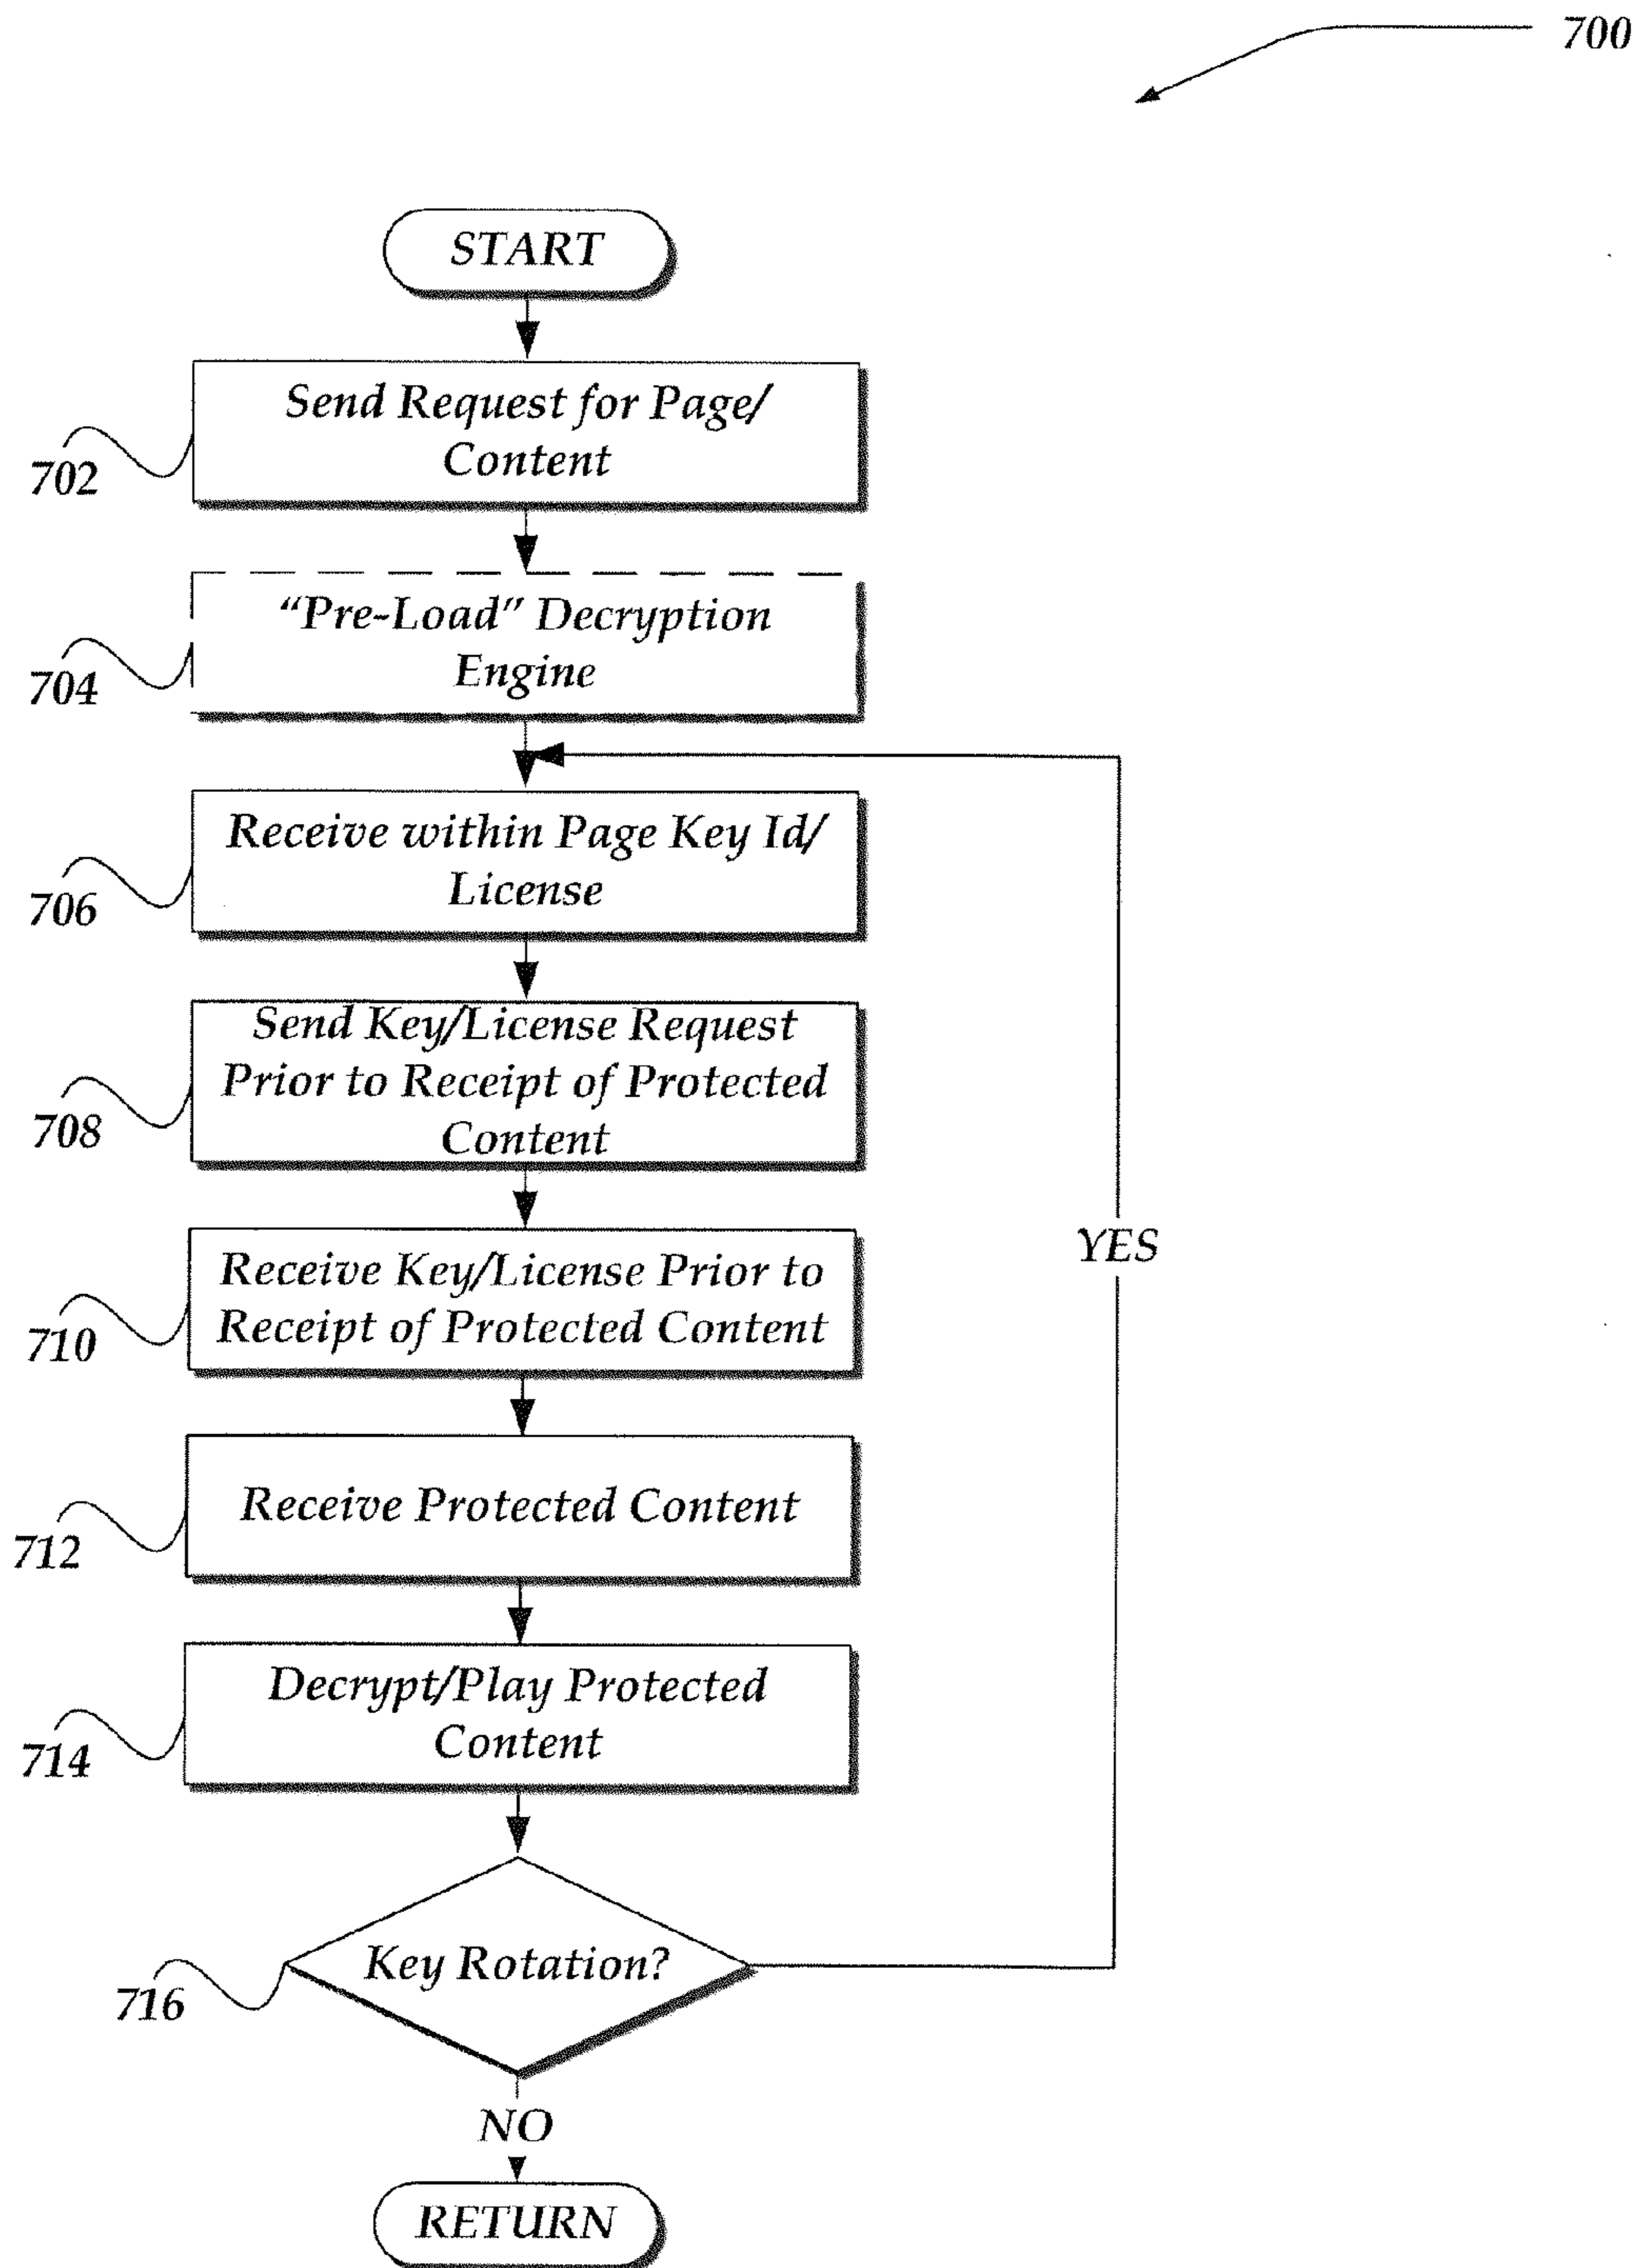 700
START
Send Request for Page/
Content
702
"Pre-Load" Decryption
Engine
704
Receive within Page Key Id/
License
706
Send Key/License Request
Prior to Receipt of Protected
Content
708
Receive Key/License Prior to
Receipt of Protected Content
710
YES
Receive Protected Content
712
Decrypt/Play Protected
Content
714
Key Rotation?
716
NO
RETURN